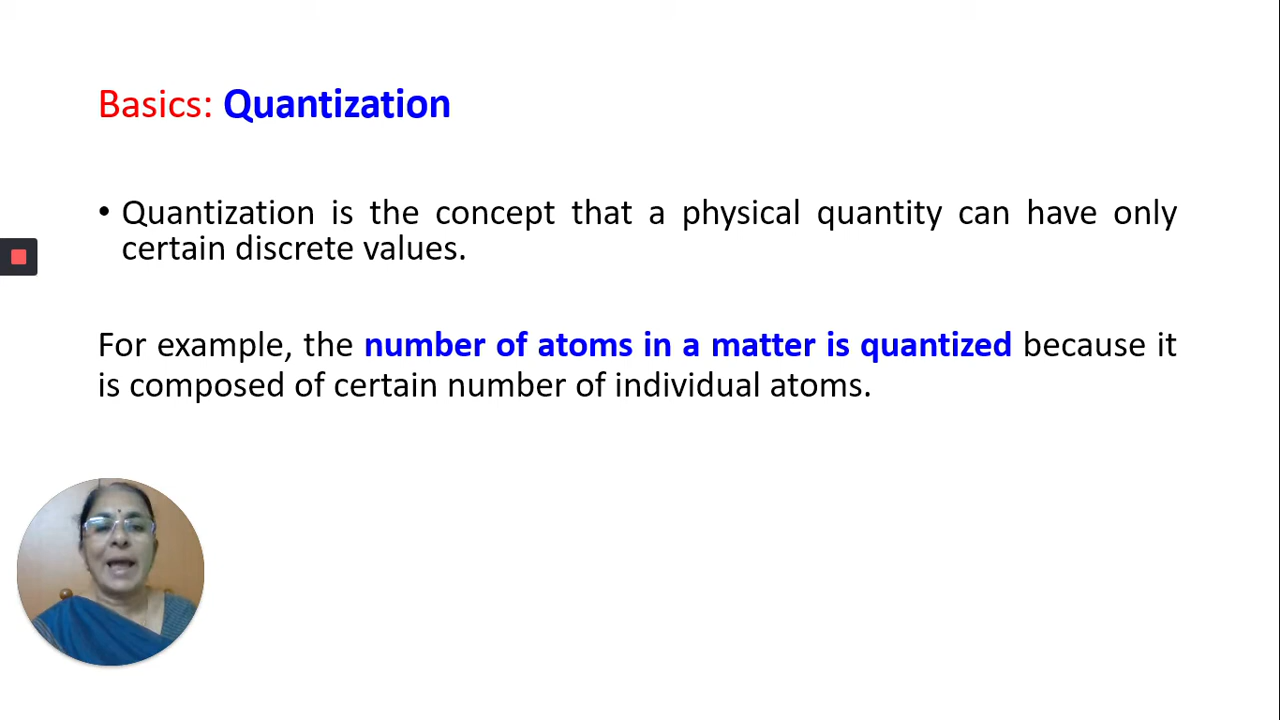 Basics: Quantization
• Quantization is the concept that a physical quantity can have only
certain discrete values.
For example, the number of atoms in a matter is quantized because it
is composed of certain number of individual atoms.